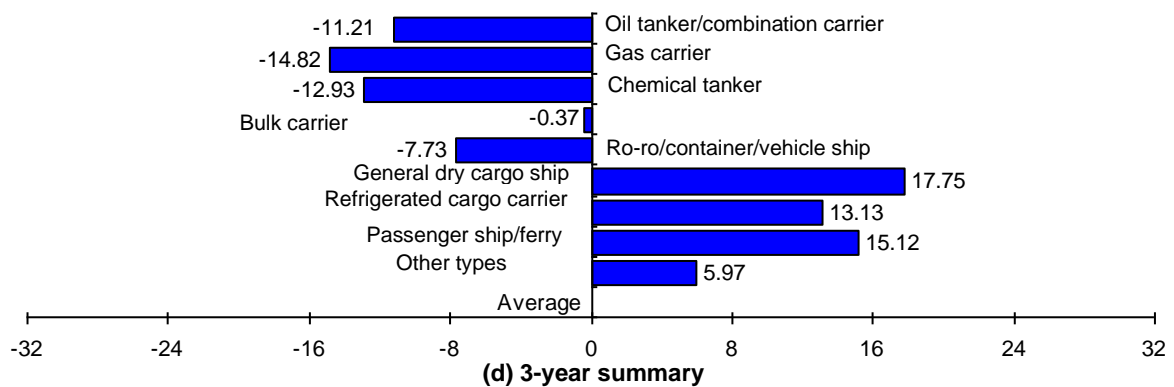 -11.21 Oil tanker/combination carrier
-14.82 Gas carrier
-12.93 Chemical tanker
Bulk carrier -0.37
-7.73 Ro-ro/container/vehicle ship
General dry cargo ship 17.75
Refrigerated cargo carrier 13.13
Passenger ship/ferry 15.12
Other types 5.97
Average
-32 -24 -16 -8 0 8 16 24 32
(d) 3-year summary